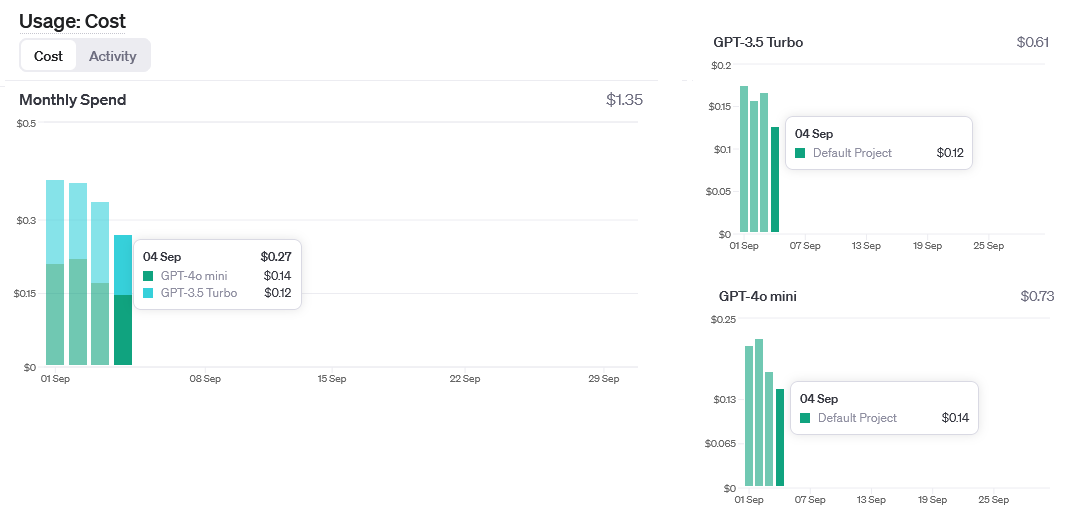 Usage: Cost
Cost Activity
Monthly Spend $1.35
$0.5
$0.3
$0.15
$0
04 Sep $0.27
GPT-4o mini $0.14
GPT-3.5 Turbo $0.12
01 Sep 08 Sep 15 Sep 22 Sep 29 Sep
GPT-3.5 Turbo $0.61
$0.2
$0.15
$0.1
$0.05
$0
04 Sep
Default Project $0.12
01 Sep 07 Sep 13 Sep 19 Sep 25 Sep
GPT-4o mini $0.73
$0.25
$0.13
$0.065
$0
04 Sep
Default Project $0.14
01 Sep 07 Sep 13 Sep 19 Sep 25 Sep